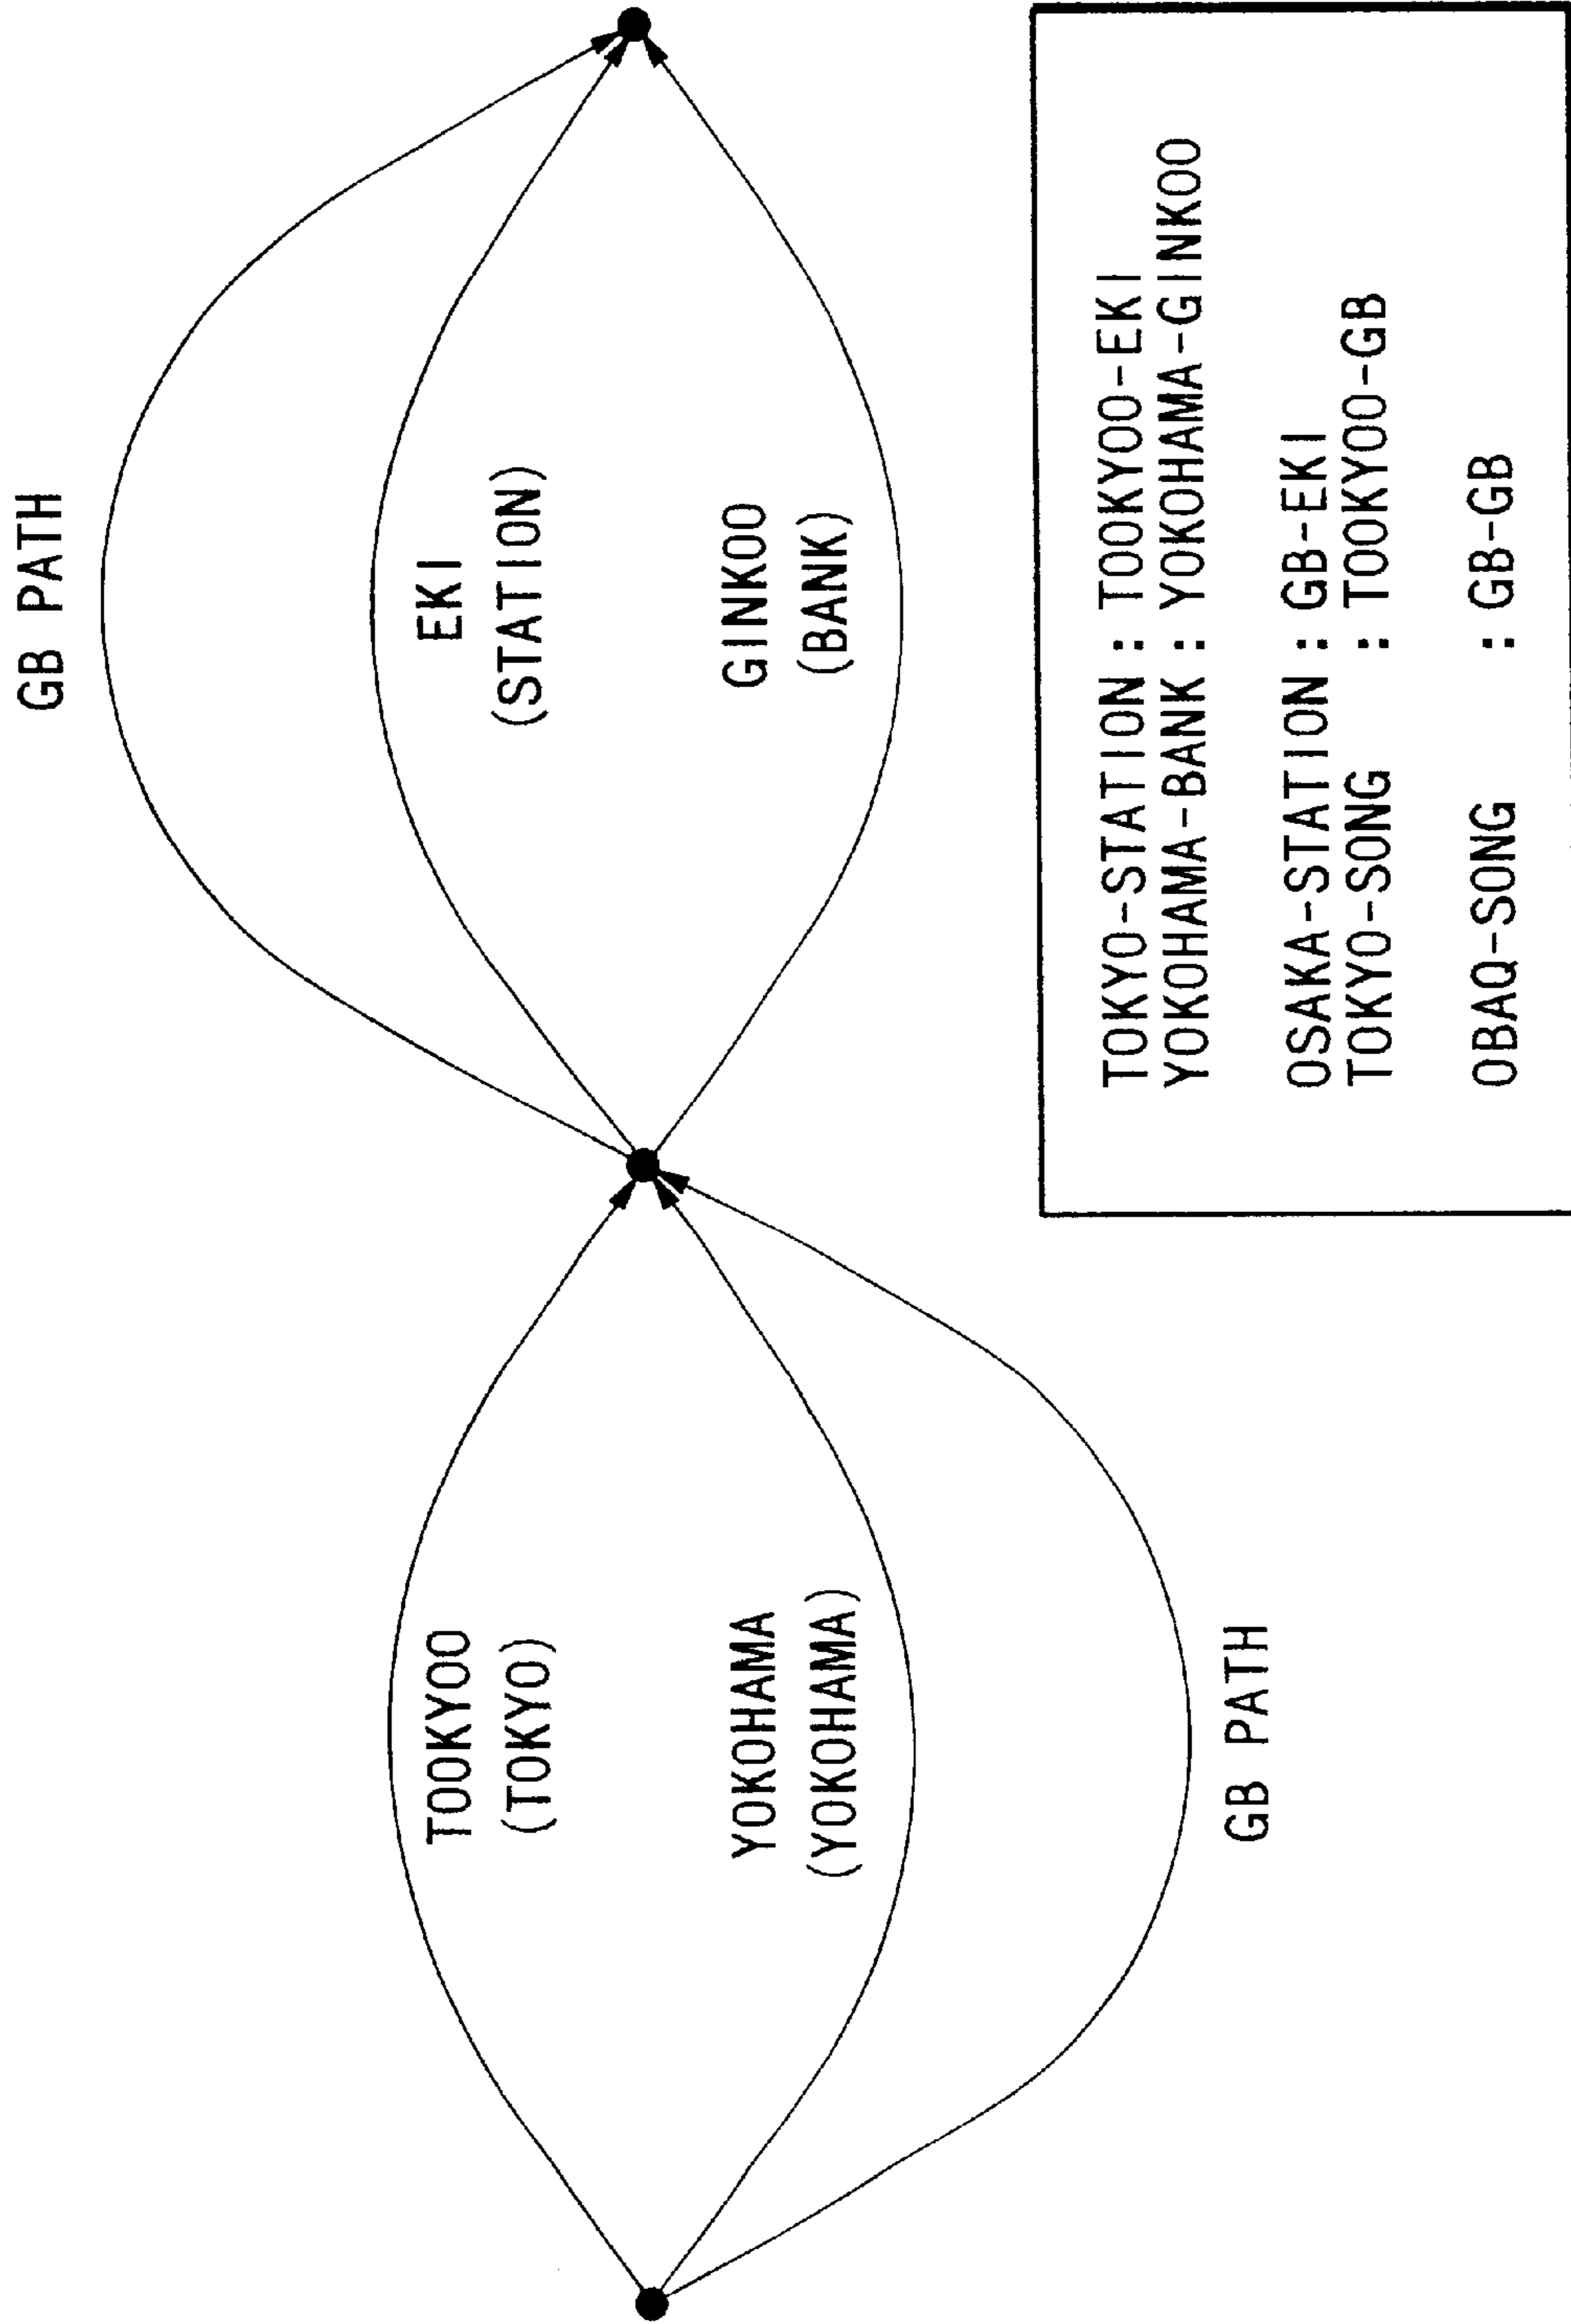 GB PATH
EKI
(STATION)
GINKOO
(BANK)
TOOKYOO
(TOKYO)
YOKOHAMA
(YOKOHAMA)
GB PATH
TOKYO-STATION : TOOKYOO-EKI
YOKOHAMA-BANK : YOKOHAMA-GINKOO
OSAKA-STATION : GB-EKI
TOKYO-SONG : TOOKYOO-GB
OBAQ-SONG : GB-GB